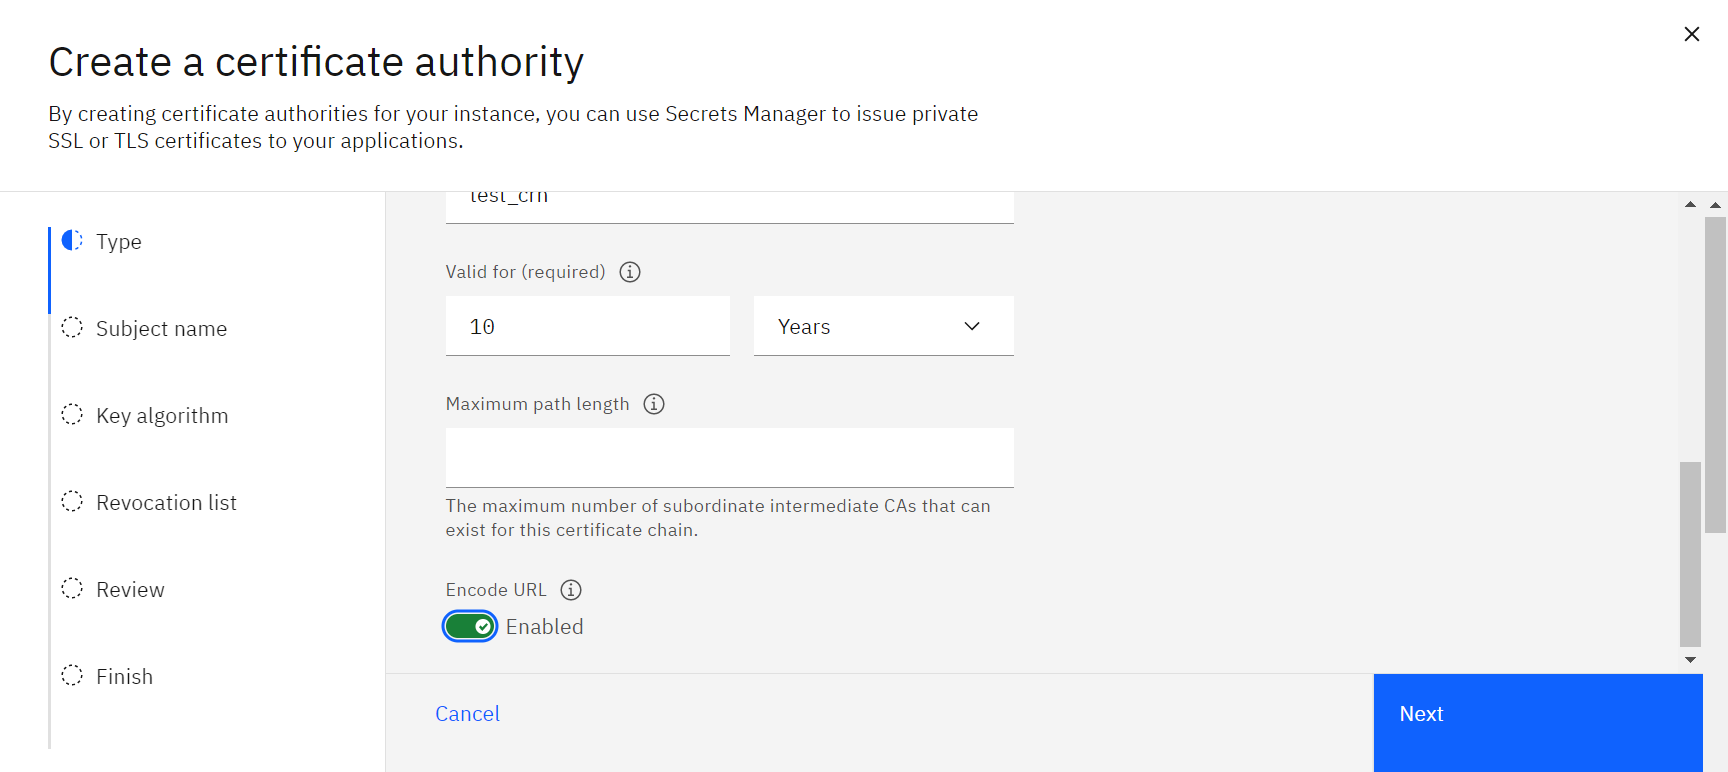 Create a certificate authority
By creating certificate authorities for your instance, you can use Secrets Manager to issue private
SSL or TLS certificates to your applications.
Type
Subject name
Key algorithm
Revocation list
Review
Finish
test_crn
Valid for (required)
10
Years
Maximum path length
The maximum number of subordinate intermediate CAs that can
exist for this certificate chain.
Encode URL
Enabled
Cancel
Next